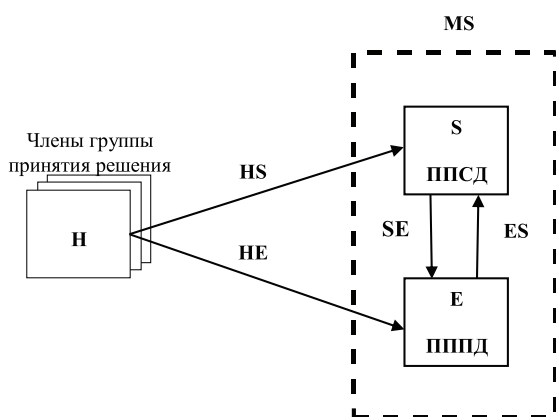 MS
S
ППСД
Члены группы
принятия решения
HS
H
SE
ES
HE
E
ПППД